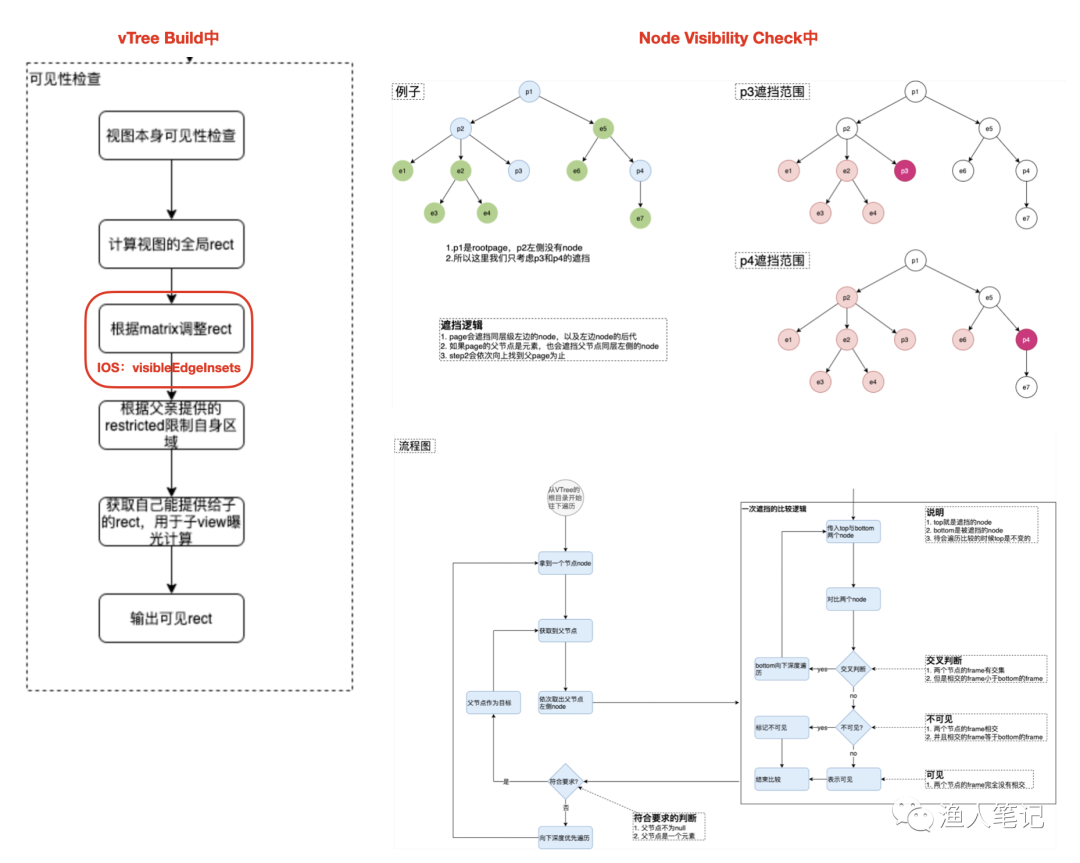 vTree Build中
可见性检查
视图本身可见性检查
计算视图的全局rect
根据matrix调整rect
IOS：visibleEdgeInsets
根据父亲提供的
restricted限制自身区
域
获取自己能提供给子
的rect，用于子view曝
光计算
输出可见rect
Node Visibility Check中
例子
p1
p2
e5
e1
e2
p3
e6
p4
e3
e4
e7
1.p1是rootpage，p2左侧没有node
2.所以这里我们只考虑p3和p4的遮挡
遮挡逻辑
1. page会遮挡同层级左边的node，以及左边node的后代
2. 如果page的父节点是元素，也会遮挡父节点同层左侧的node
3. step2会依次向上找到父page为止
p3遮挡范围
p1
p2
e5
e1
e2
p3
e6
p4
e3
e4
e7
p4遮挡范围
p1
p2
e5
e1
e2
p3
e6
p4
e3
e4
e7
流程图
从VTree的
根目录开始
往下遍历
拿到一个节点node
获取到父节点
父节点作为目标
依次取出父节点
左侧node
是
符合要求?
否
符合要求的判断
1. 父节点不为null
2. 父节点是一个元素
向下深度优先遍历
一次遮挡的比较逻辑
传入top与bottom
两个node
说明
1. top就是遮挡的node
2. bottom是被遮挡的node
3. 待会遍历比较的时候top是不变的
对比两个node
bottom向下深度遍
历
yes
交叉判断
交叉判断
1. 两个节点的frame有交集
2. 但是相交的frame小于bottom的frame
no
标记不可见
yes
不可见?
不可见
1. 两个节点的frame相交
2. 并且相交的frame等于bottom的frame
no
结束比较
表示可见
可见
1. 两个节点的frame完全没有相交
渔人笔记